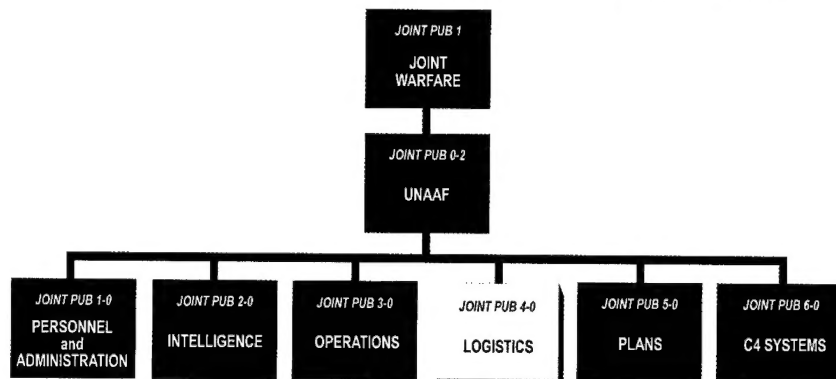 JOINT PUB 1
JOINT
WARFARE
JOINT PUB 0-2
UNAAF
JOINT PUB 1-0
PERSONNEL
and
ADMINISTRATION
JOINT PUB 2-0
INTELLIGENCE
JOINT PUB 3-0
OPERATIONS
JOINT PUB 4-0
LOGISTICS
JOINT PUB 5-0
PLANS
JOINT PUB 6-0
C4 SYSTEMS